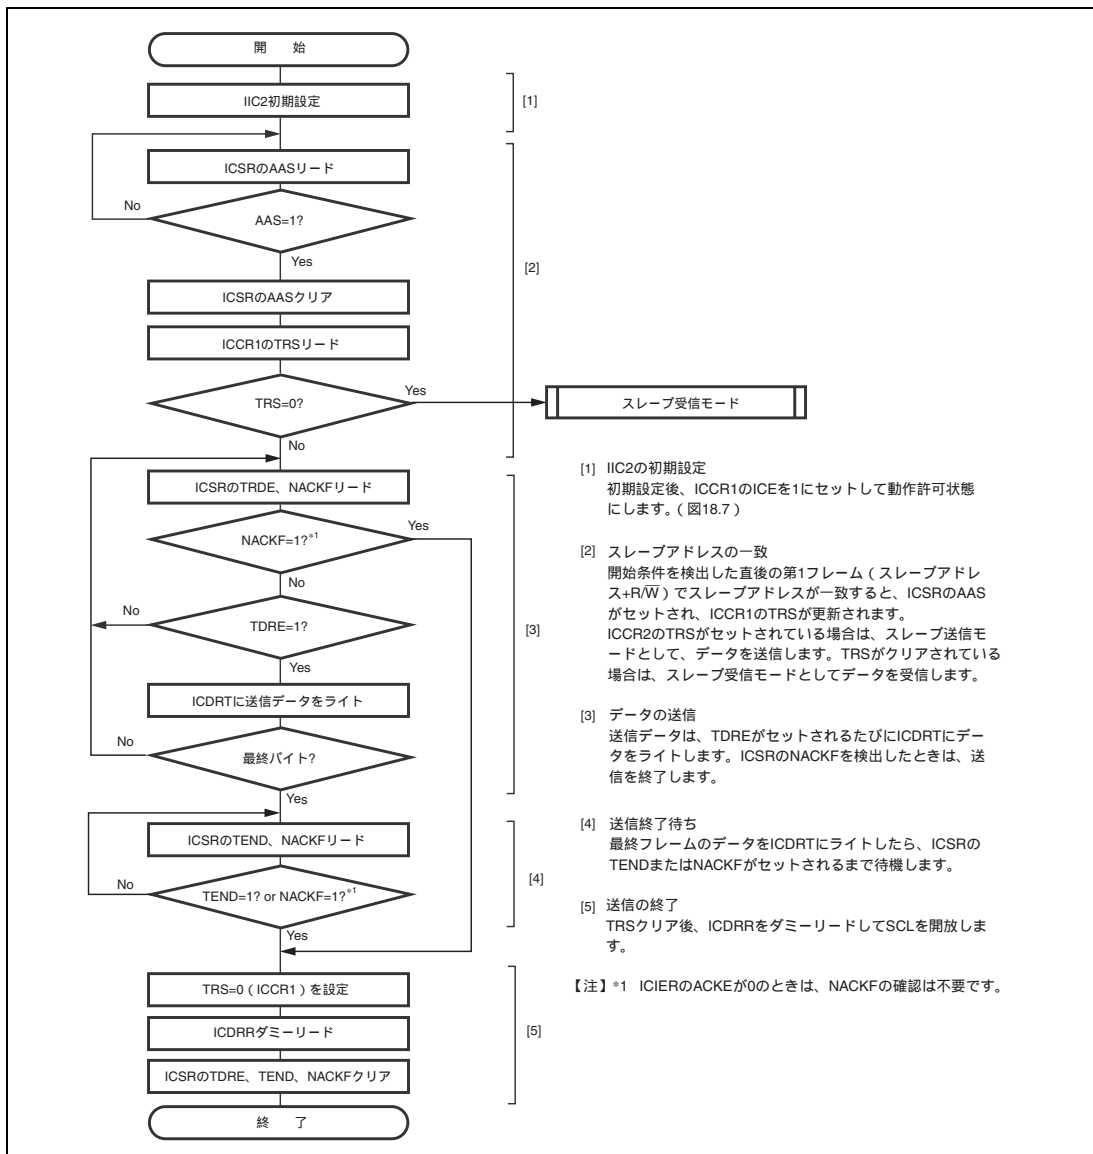 開　始
IIC2初期設定
[1]
ICSRのAASリード
No
AAS=1?
Yes
[2]
ICSRのAASクリア
ICCR1のTRSリード
TRS=0?
Yes
スレーブ受信モード
No
ICSRのTRDE、NACKFリード
NACKF=1?*1
Yes
No
TDRE=1?
No
Yes
[3]
ICDRTに送信データをライト
最終バイト?
No
Yes
ICSRのTEND、NACKFリード
TEND=1? or NACKF=1?*1
No
Yes
[4]
TRS=0（ICCR1）を設定
ICDRRダミーリード
[5]
ICSRのTDRE、TEND、NACKFクリア
終　了
[1] IIC2の初期設定
初期設定後、ICCR1のICEを1にセットして動作許可状態
にします。（図18.7）
[2] スレーブアドレスの一致
開始条件を検出した直後の第1フレーム（スレーブアドレ
ス+R/W̅）でスレーブアドレスが一致すると、ICSRのAAS
がセットされ、ICCR1のTRSが更新されます。
ICCR2のTRSがセットされている場合は、スレーブ送信モ
ードとして、データを送信します。TRSがクリアされている
場合は、スレーブ受信モードとしてデータを受信します。
[3] データの送信
送信データは、TDREがセットされるたびにICDRTにデー
タをライトします。ICSRのNACKFを検出したときは、送
信を終了します。
[4] 送信終了待ち
最終フレームのデータをICDRTにライトしたら、ICSRの
TENDまたはNACKFがセットされるまで待機します。
[5] 送信の終了
TRSクリア後、ICDRRをダミーリードしてSCLを開放しま
す。
【注】*1 ICIERのACKEが0のときは、NACKFの確認は不要です。